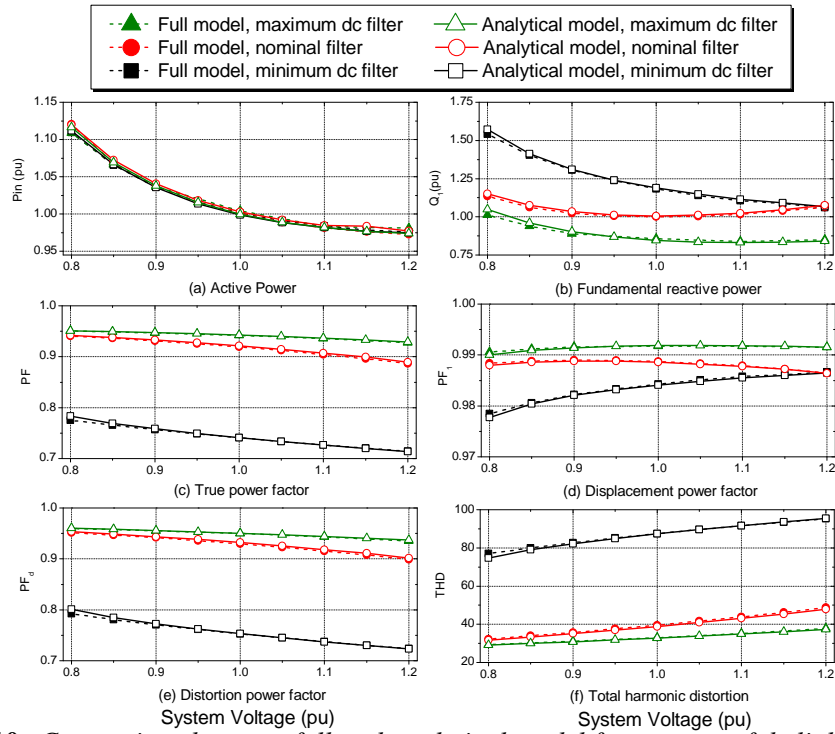 Full model, maximum dc filter
Analytical model, maximum dc filter
Full model, nominal filter
Analytical model, nominal filter
Full model, minimum dc filter
Analytical model, minimum dc filter
1.15
1.10
1.05
1.00
0.95
Pin (pu)
0.8 0.9 1.0 1.1 1.2
(a) Active Power
1.75
1.50
1.25
1.00
0.75
Q1(pu)
0.8 0.9 1.0 1.1 1.2
(b) Fundamental reactive power
1.0
0.9
0.8
0.7
PF
0.8 0.9 1.0 1.1 1.2
(c) True power factor
1.00
0.99
0.98
0.97
PF1
0.8 0.9 1.0 1.1 1.2
(d) Displacement power factor
1.0
0.9
0.8
0.7
PFd
0.8 0.9 1.0 1.1 1.2
(e) Distortion power factor
System Voltage (pu)
100
80
60
40
20
THD
0.8 0.9 1.0 1.1 1.2
(f) Total harmonic distortion
System Voltage (pu)